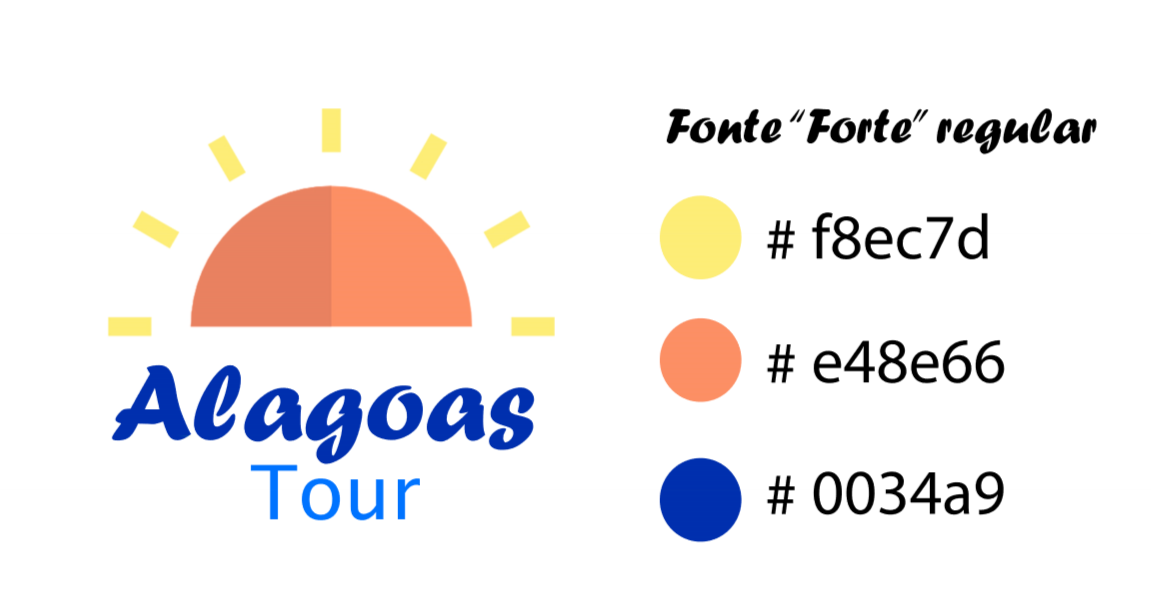 Alagoas
Tour
Fonte “Forte” regular
# f8ec7d
# e48e66
# 0034a9